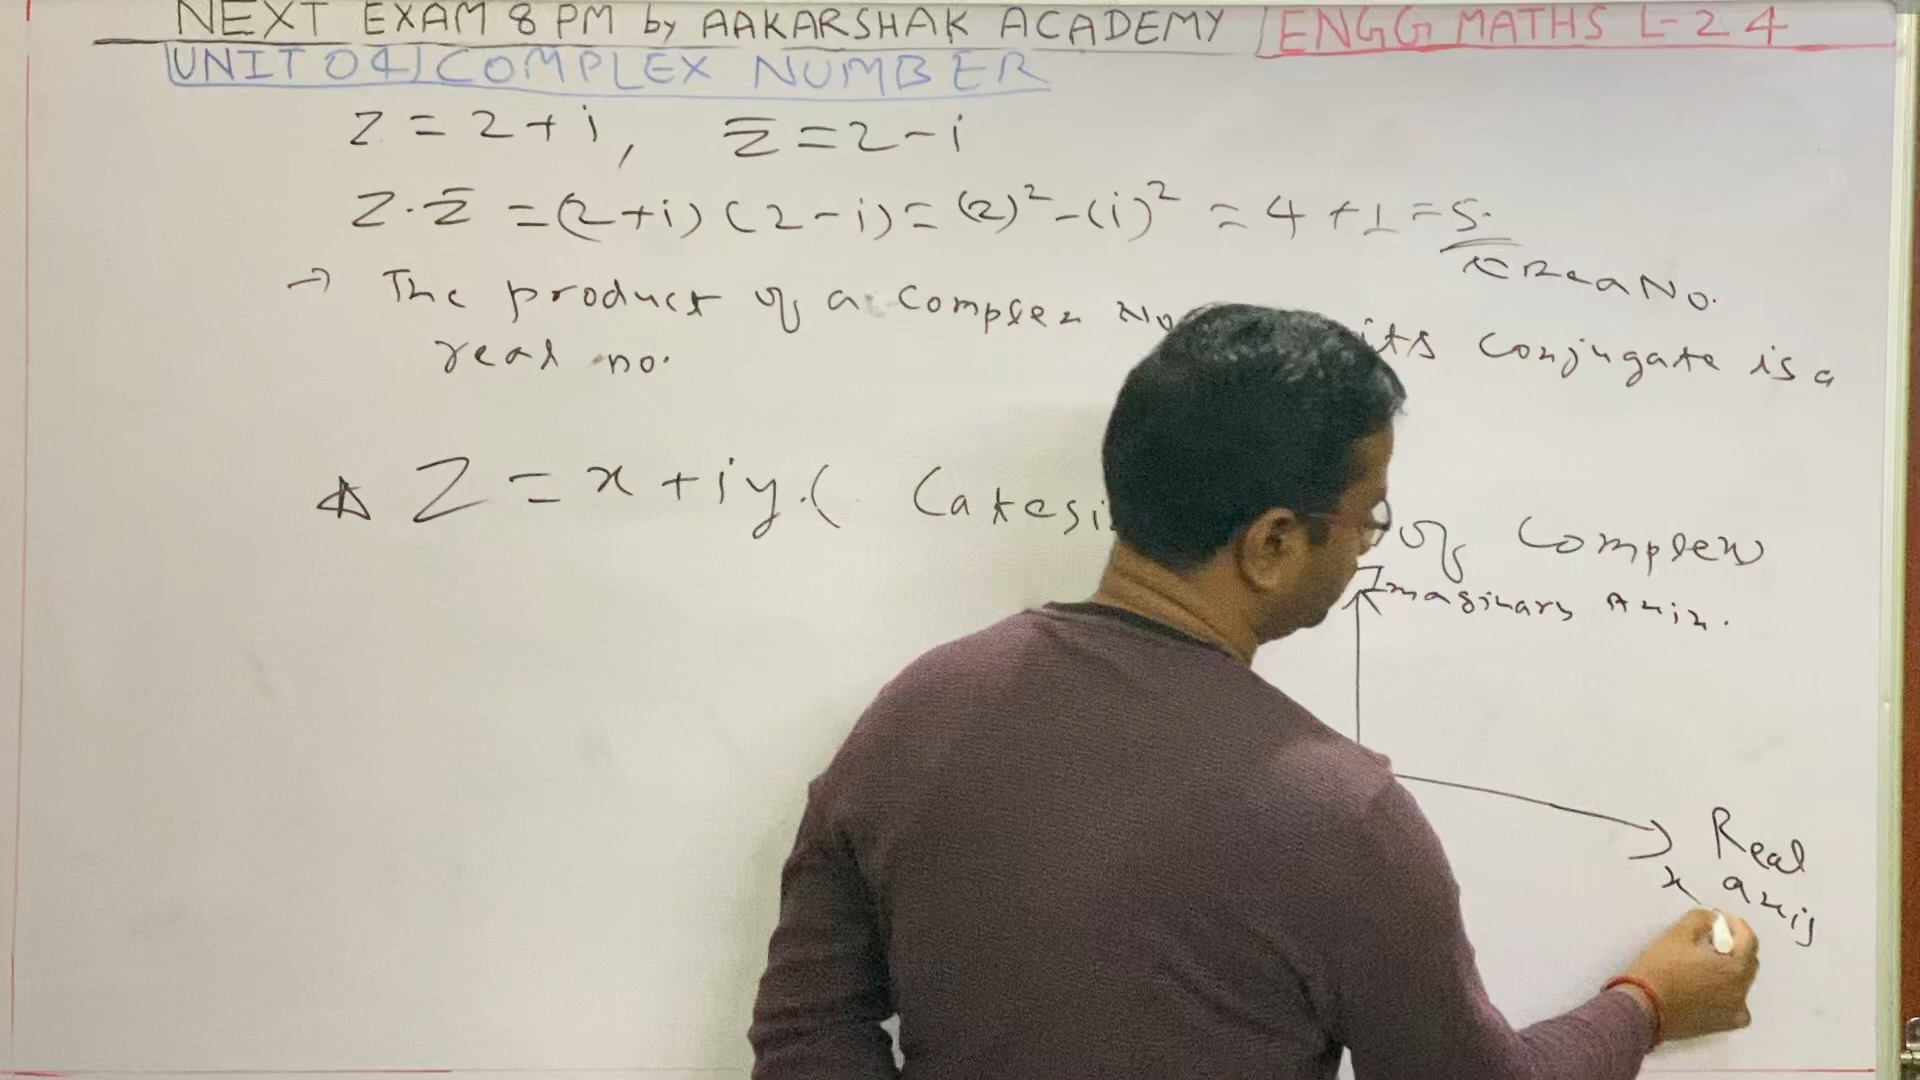 NEXT EXAM 8 PM by AAKARSHAK ACADEMY ENGG MATHS L-24
UNIT 04 COMPLEX NUMBER
Z = 2 + i, z̅ = 2 - i
Z · z̅ = (2+i) (2-i) = (2)² - (i)² = 4 + 1 = 5.
Rea No.
→ The product of a Complex No its Conjugate is a
real no.
Z = x + iy. ( Catesi of Complex
Imaginary Axix.
Real
x axis